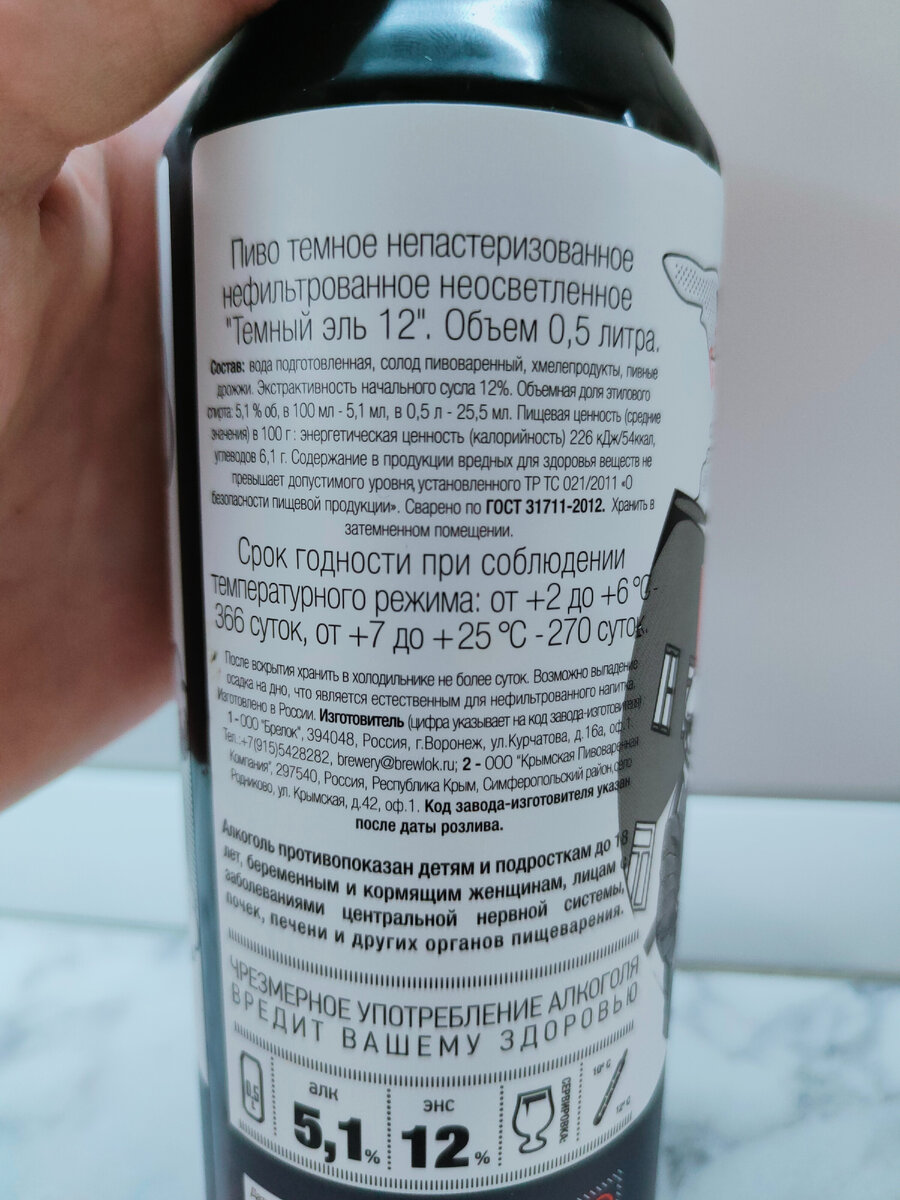 Пиво темное непастеризованное
нефильтрованное неосветленное
"Темный эль 12". Объем 0,5 литра.
Состав: вода подготовленная, солод пивоваренный, хмелепродукты, пивные
дрожжи. Экстрактивность начального сусла 12%. Объемная доля этилового
спирта: 5,1 % об, в 100 мл - 5,1 мл, в 0,5 л - 25,5 мл. Пищевая ценность (средние
значения) в 100 г : энергетическая ценность (калорийность) 226 кДж/54ккал,
углеводов 6,1 г. Содержание в продукции вредных для здоровья веществ не
превышает допустимого уровня, установленного ТР ТС 021/2011 «О
безопасности пищевой продукции». Сварено по ГОСТ 31711-2012. Хранить в
затемненном помещении.
Срок годности при соблюдении
температурного режима: от +2 до +6 °C -
366 суток, от +7 до +25 °C - 270 суток.
После вскрытия хранить в холодильнике не более суток. Возможно выпадение
осадка на дно, что является естественным для нефильтрованного напитка.
Изготовлено в России. Изготовитель (цифра указывает на код завода-изготовителя):
1 - ООО "Брелок", 394048, Россия, г.Воронеж, ул.Курчатова, д.16а, оф.1.
Тел.:+7(915)5428282, brewery@brewlok.ru; 2 - ООО "Крымская Пивоваренная
Компания", 297540, Россия, Республика Крым, Симферопольский район, село
Родниково, ул. Крымская, д.42, оф.1. Код завода-изготовителя указан
после даты розлива.
Алкоголь противопоказан детям и подросткам до 18
лет, беременным и кормящим женщинам, лицам с
заболеваниями центральной нервной системы,
почек, печени и других органов пищеварения.
ЧРЕЗМЕРНОЕ УПОТРЕБЛЕНИЕ АЛКОГОЛЯ
ВРЕДИТ ВАШЕМУ ЗДОРОВЬЮ
0,5 L
алк
5,1%
энс
12%
СЕРВИРОВКА:
10° C
12° C